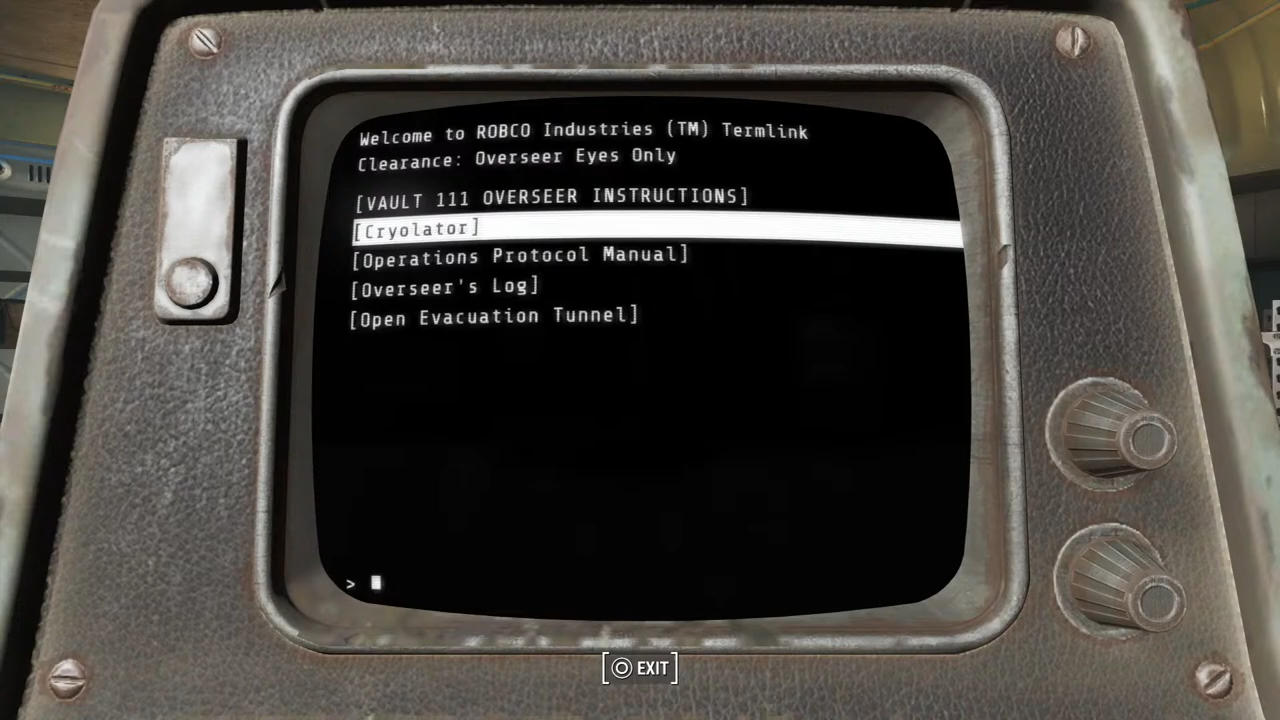 Welcome to ROBCO Industries (TM) Termlink
Clearance: Overseer Eyes Only
[VAULT 111 OVERSEER INSTRUCTIONS]
[Cryolator]
[Operations Protocol Manual]
[Overseer's Log]
[Open Evacuation Tunnel]
>
[ EXIT]